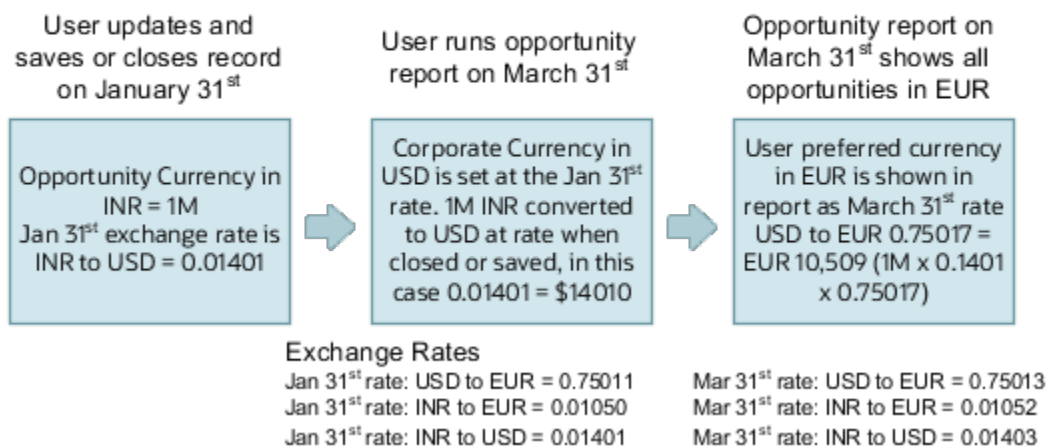 User updates and
saves or closes record
on January 31st
User runs opportunity
report on March 31st
Opportunity report on
March 31st shows all
opportunities in EUR
Opportunity Currency in
INR = 1M
Jan 31st exchange rate is
INR to USD = 0.01401
Corporate Currency in
USD is set at the Jan 31st
rate. 1M INR converted
to USD at rate when
closed or saved, in this
case 0.01401 = $14010
User preferred currency
in EUR is shown in
report as March 31st rate
USD to EUR 0.75017 =
EUR 10,509 (1M x 0.1401
x 0.75017)
Exchange Rates
Jan 31st rate: USD to EUR = 0.75011
Jan 31st rate: INR to EUR = 0.01050
Jan 31st rate: INR to USD = 0.01401
Mar 31st rate: USD to EUR = 0.75013
Mar 31st rate: INR to EUR = 0.01052
Mar 31st rate: INR to USD = 0.01403